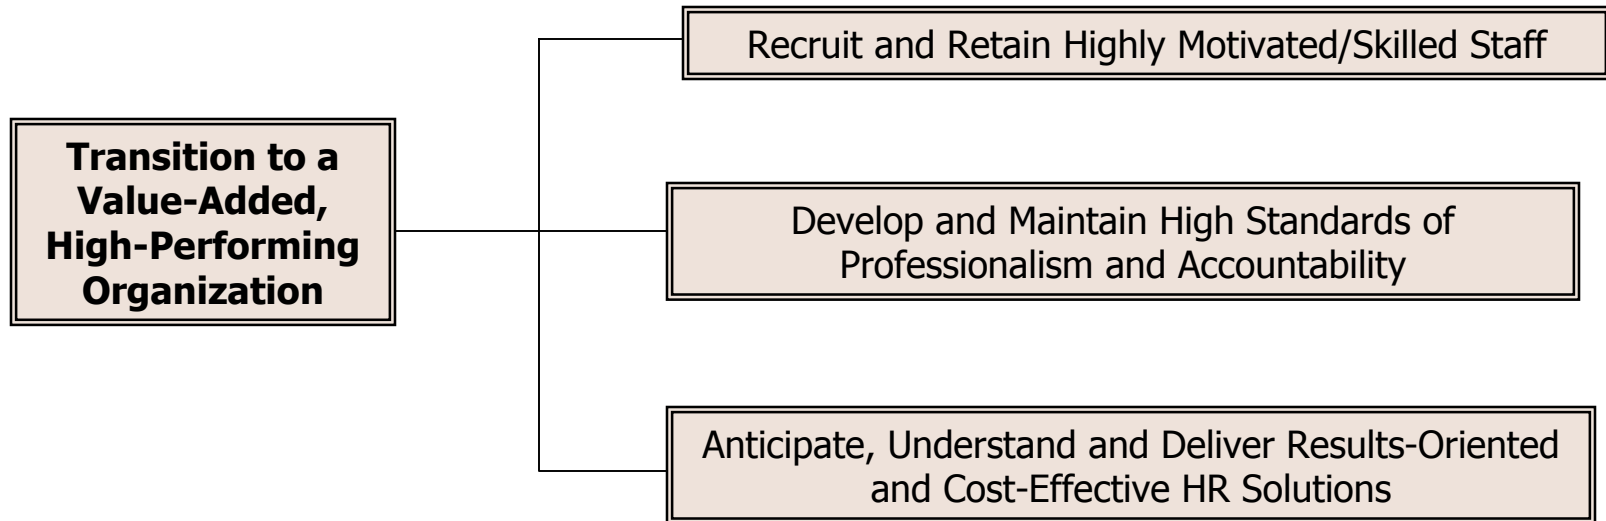 Transition to a
Value-Added,
High-Performing
Organization
Recruit and Retain Highly Motivated/Skilled Staff
Develop and Maintain High Standards of
Professionalism and Accountability
Anticipate, Understand and Deliver Results-Oriented
and Cost-Effective HR Solutions